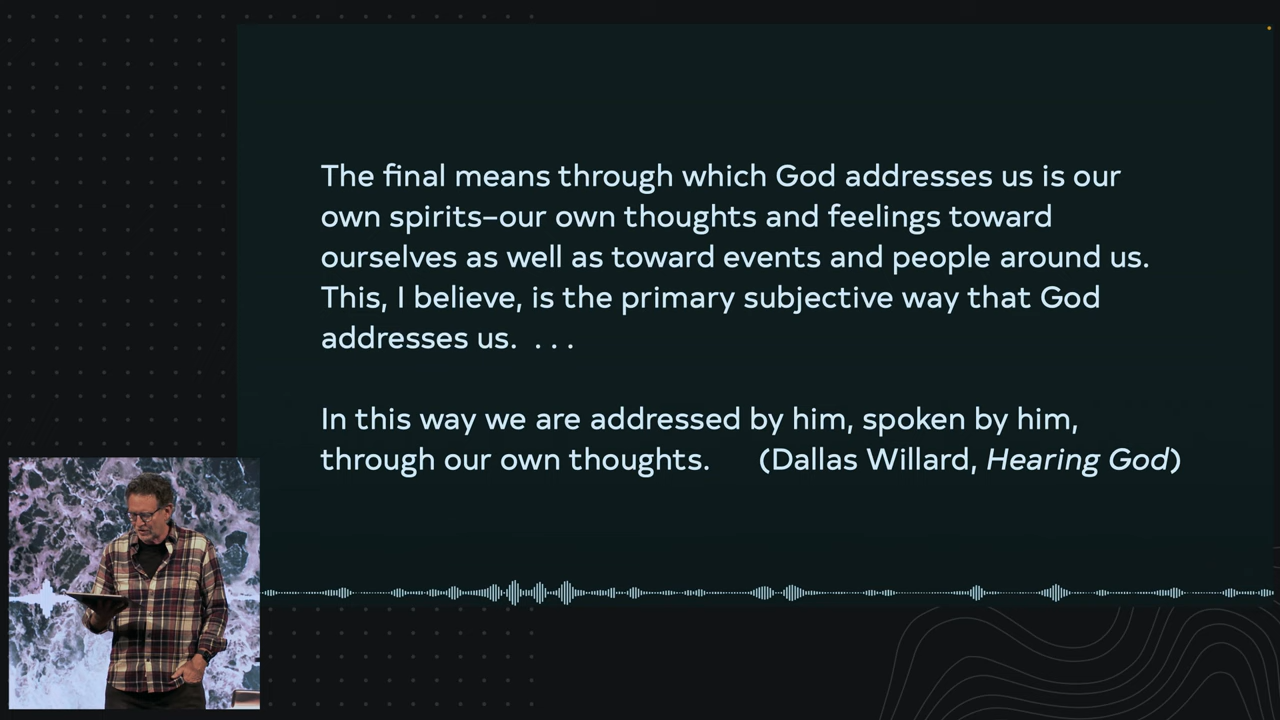 The final means through which God addresses us is our
own spirits–our own thoughts and feelings toward
ourselves as well as toward events and people around us.
This, I believe, is the primary subjective way that God
addresses us.  . . .
In this way we are addressed by him, spoken by him,
through our own thoughts.     (Dallas Willard, Hearing God)